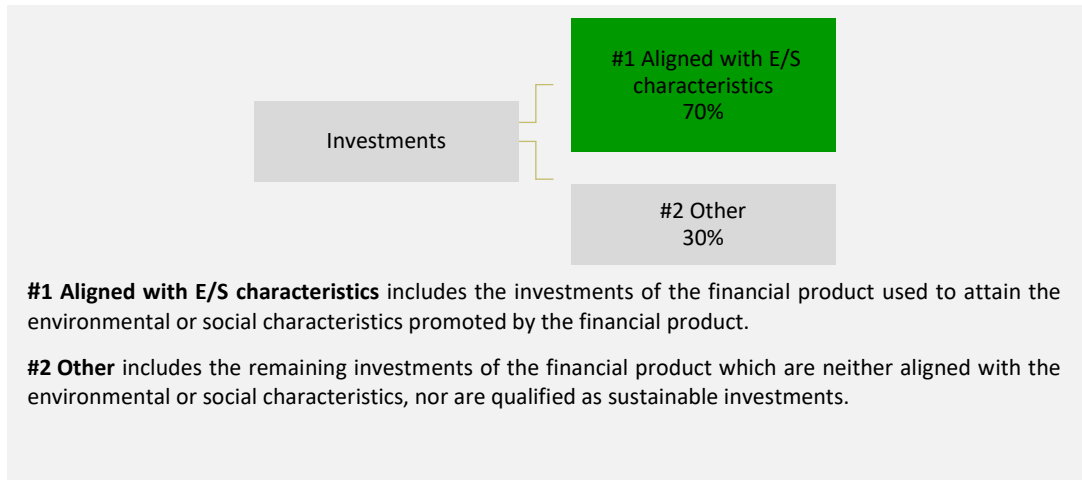 #1 Aligned with E/S
characteristics
70%
Investments
#2 Other
30%
#1 Aligned with E/S characteristics includes the investments of the financial product used to attain the
environmental or social characteristics promoted by the financial product.
#2 Other includes the remaining investments of the financial product which are neither aligned with the
environmental or social characteristics, nor are qualified as sustainable investments.